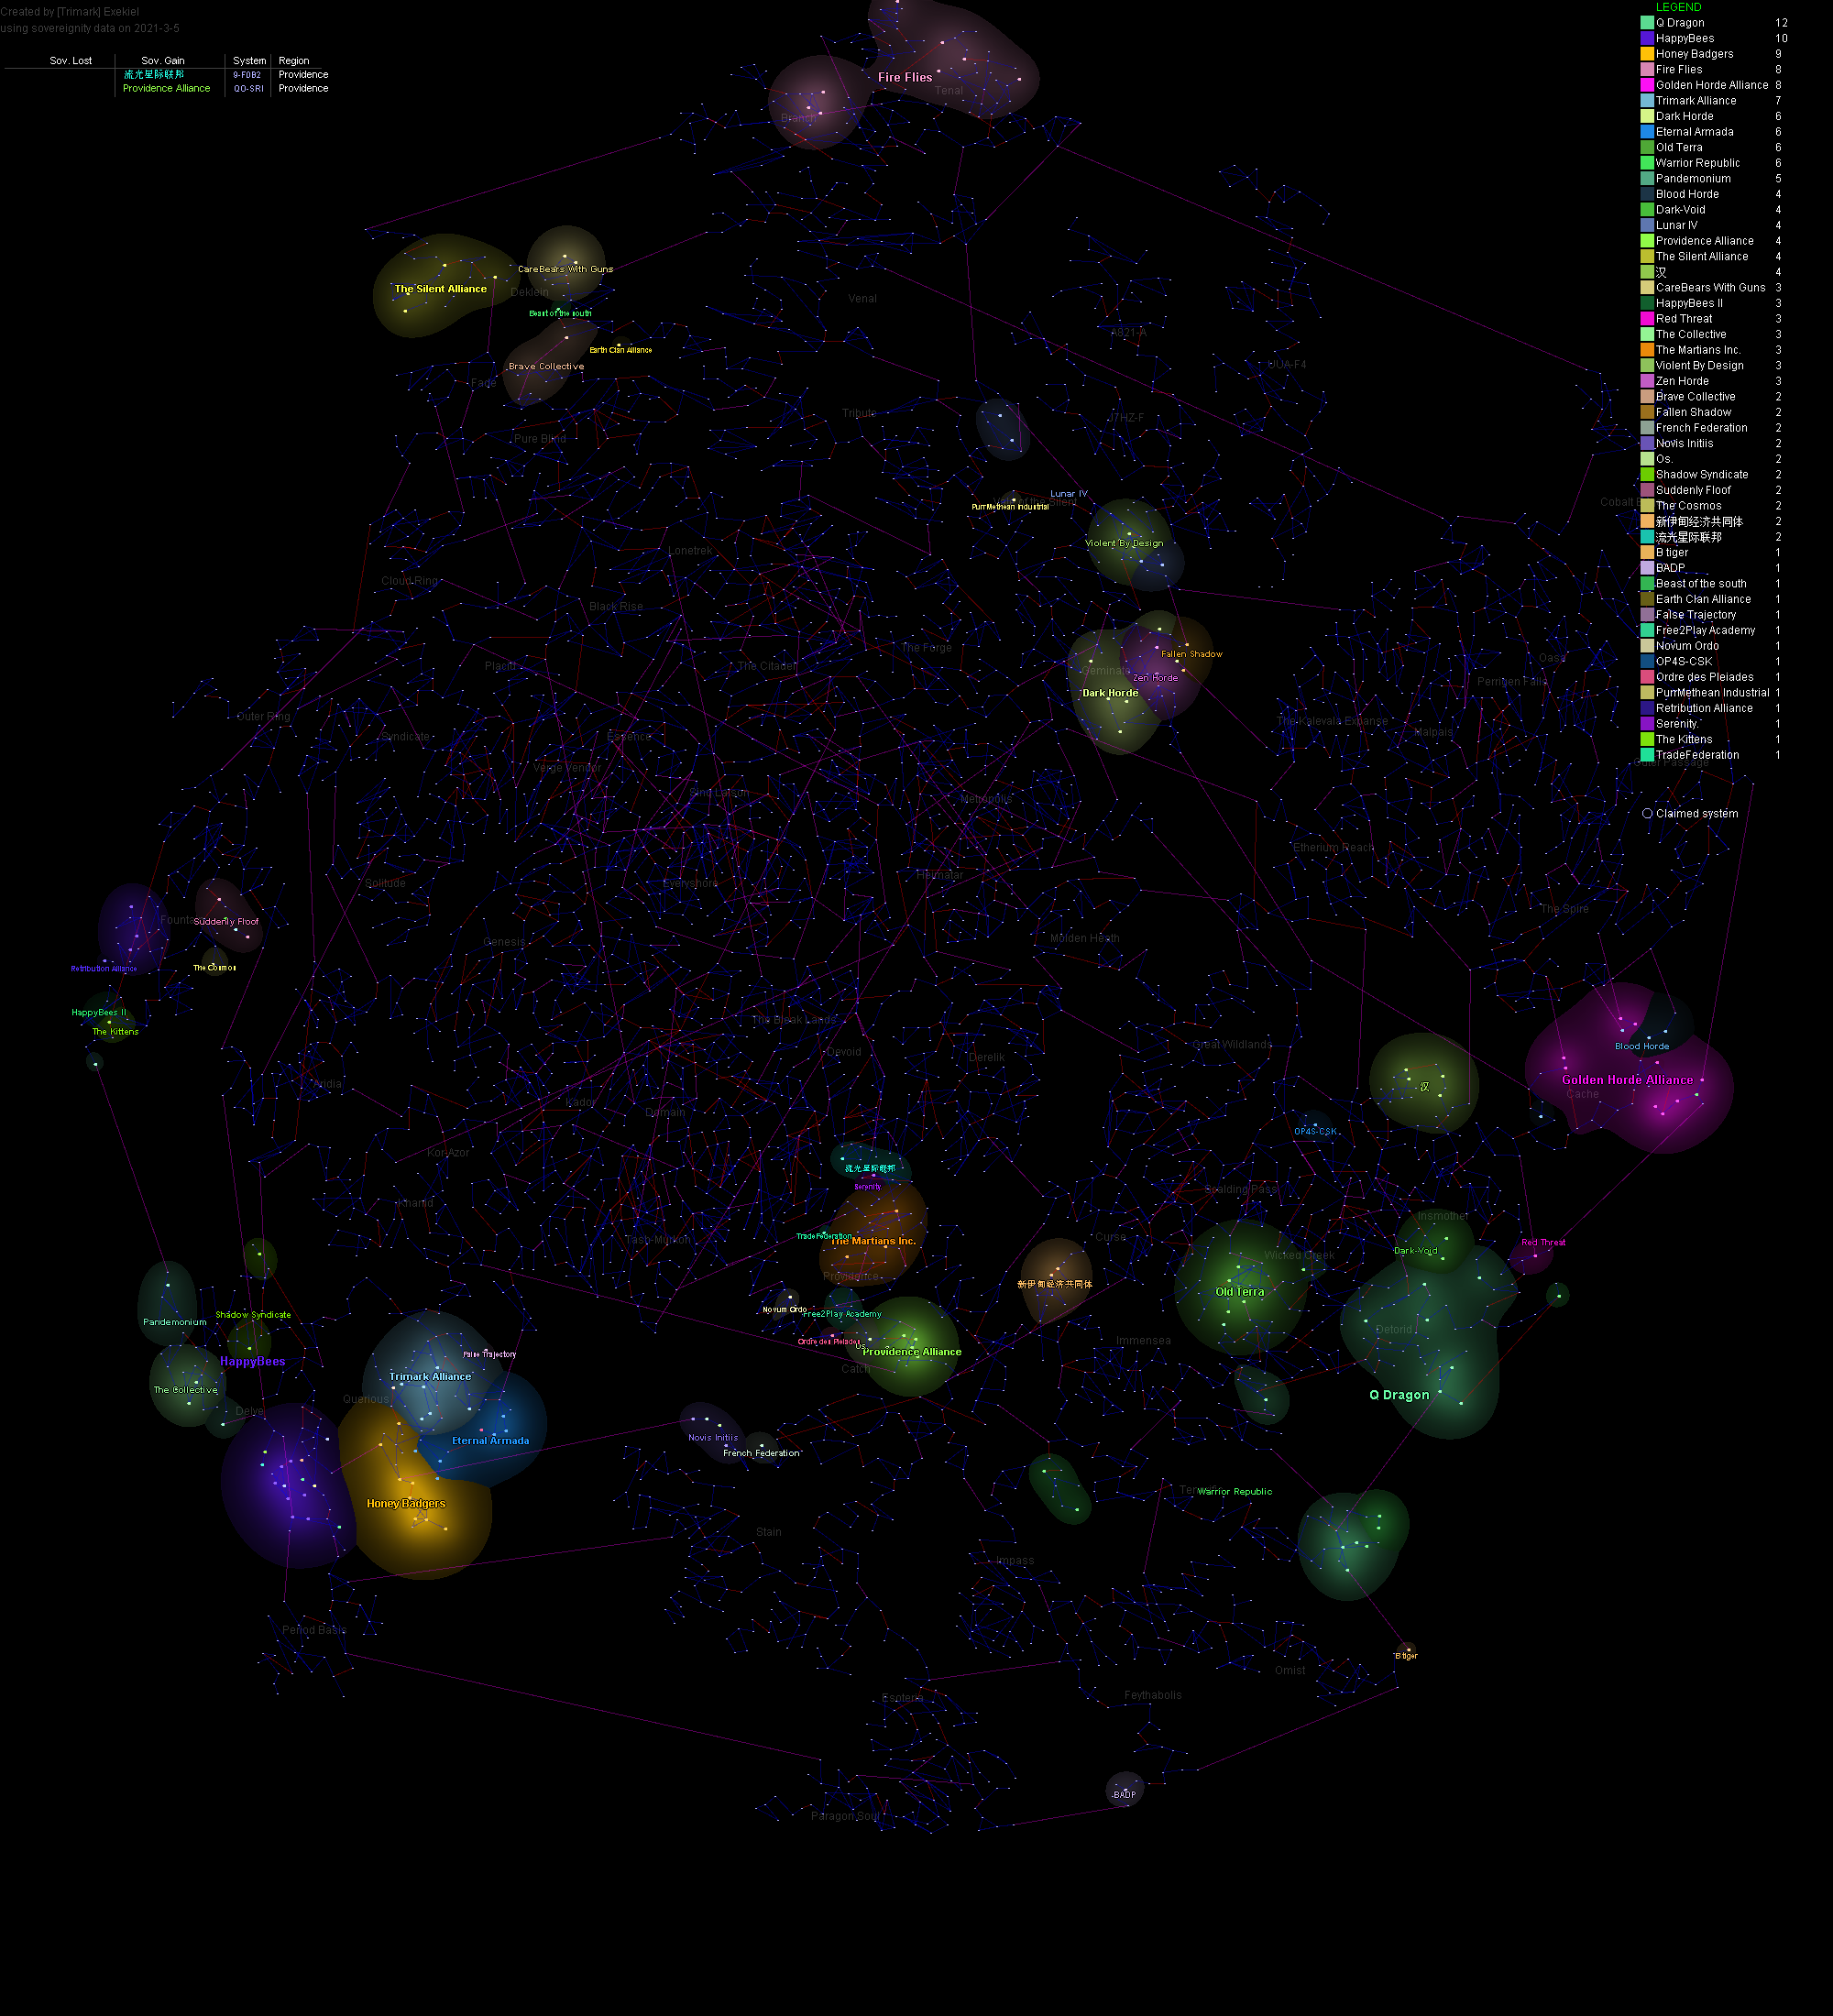 Created by [Trimark] Exekiel
using sovereignity data on 2021-3-5
Sov. Lost Sov. Gain System Region
流光星际联邦 9-F0B2 Providence
Providence Alliance QO-SRI Providence
LEGEND
Q Dragon 12
HappyBees 10
Honey Badgers 9
Fire Flies 8
Golden Horde Alliance 8
Trimark Alliance 7
Dark Horde 6
Eternal Armada 6
Old Terra 6
Warrior Republic 6
Pandemonium 5
Blood Horde 4
Dark-Void 4
Lunar IV 4
Providence Alliance 4
The Silent Alliance 4
汉 4
CareBears With Guns 3
HappyBees II 3
Red Threat 3
The Collective 3
The Martians Inc. 3
Violent By Design 3
Zen Horde 3
Brave Collective 2
Fallen Shadow 2
French Federation 2
Novis Initiis 2
Os. 2
Shadow Syndicate 2
Suddenly Floof 2
The Cosmos 2
新伊甸经济共同体 2
流光星际联邦 2
B tiger 1
BADP 1
Beast of the south 1
Earth Clan Alliance 1
False Trajectory 1
Free2Play Academy 1
Novum Ordo 1
OP4S-CSK 1
Ordre des Pleiades 1
PurrMethean Industrial 1
Retribution Alliance 1
Serenity. 1
The Kittens 1
TradeFederation 1
Claimed system
Fire Flies
Tenal
Branch
CareBears With Guns
The Silent Alliance
Deklein
Venal
Beast of the south
A821-A
Earth Clan Alliance
Brave Collective
UUA-F4
Fade
Tribute
J7HZ-F
Pure Blind
Lunar IV
Vale of the Silent
PurrMethean Industrial
Violent By Design
Lonetrek
Cloud Ring
Black Rise
The Forge
Fallen Shadow
Oasa
Placid
The Citadel
Geminate
Zen Horde
Perrigen Falls
Dark Horde
Outer Ring
The Kalevala Expanse
Malpais
Syndicate
Essence
Outer Passage
Verge Vendor
Sinq Laison
Metropolis
Etherium Reach
Solitude
Everyshore
Heimatar
The Spire
Suddenly Floof
Genesis
Molden Heath
Retribution Alliance
The Cosmos
HappyBees II
The Kittens
The Bleak Lands
Great Wildlands
Blood Horde
Devoid
Derelik
Aridia
Golden Horde Alliance
汉
Cache
Kador
Domain
OP4S-CSK
Kor-Azor
流光星际联邦
Serenity.
Scalding Pass
Khanid
Insmother
TradeFederation
The Martians Inc.
Tash-Murkon
Curse
Red Threat
Dark-Void
Wicked Creek
Providence
新伊甸经济共同体
Old Terra
Novum Ordo
Free2Play Academy
Shadow Syndicate
Pandemonium
Detorid
Ordre des Pleiades
Immensea
Os.
Providence Alliance
False Trajectory
HappyBees
Catch
Trimark Alliance
The Collective
Q Dragon
Querious
Delve
Novis Initiis
Eternal Armada
French Federation
Warrior Republic
Honey Badgers
Stain
Impass
Period Basis
B tiger
Omist
Feythabolis
Esoteria
BADP
Paragon Soul